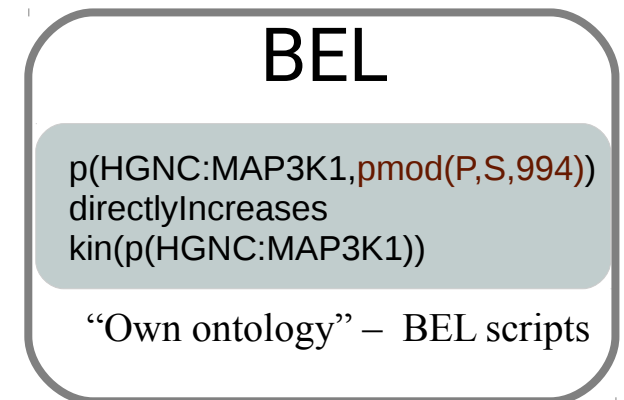 BEL
p(HGNC:MAP3K1,pmod(P,S,994))
directlyIncreases
kin(p(HGNC:MAP3K1))
“Own ontology” – BEL scripts